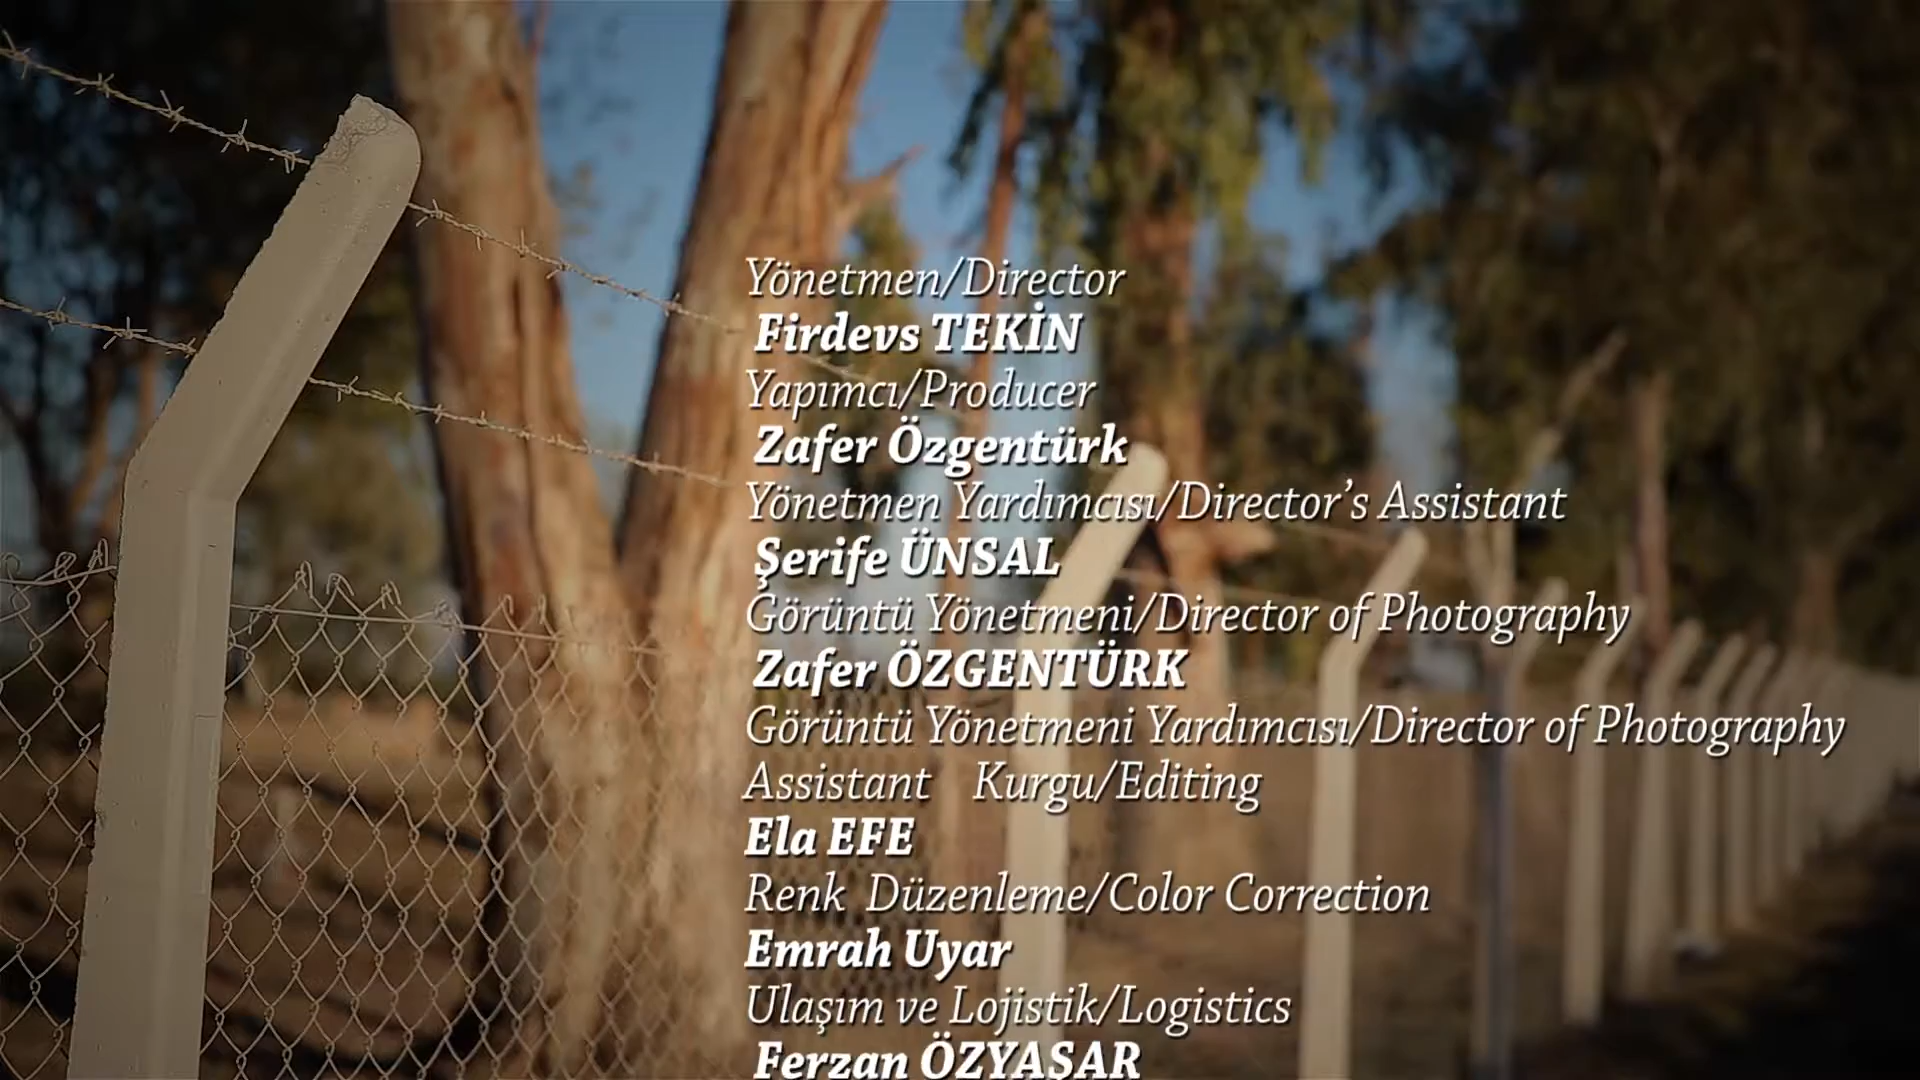 Yönetmen/Director
Firdevs TEKİN
Yapımcı/Producer
Zafer Özgentürk
Yönetmen Yardımcısı/Director’s Assistant
Şerife ÜNSAL
Görüntü Yönetmeni/Director of Photography
Zafer ÖZGENTÜRK
Görüntü Yönetmeni Yardımcısı/Director of Photography
Assistant Kurgu/Editing
Ela EFE
Renk Düzenleme/Color Correction
Emrah Uyar
Ulaşım ve Lojistik/Logistics
Ferzan ÖZYAŞAR